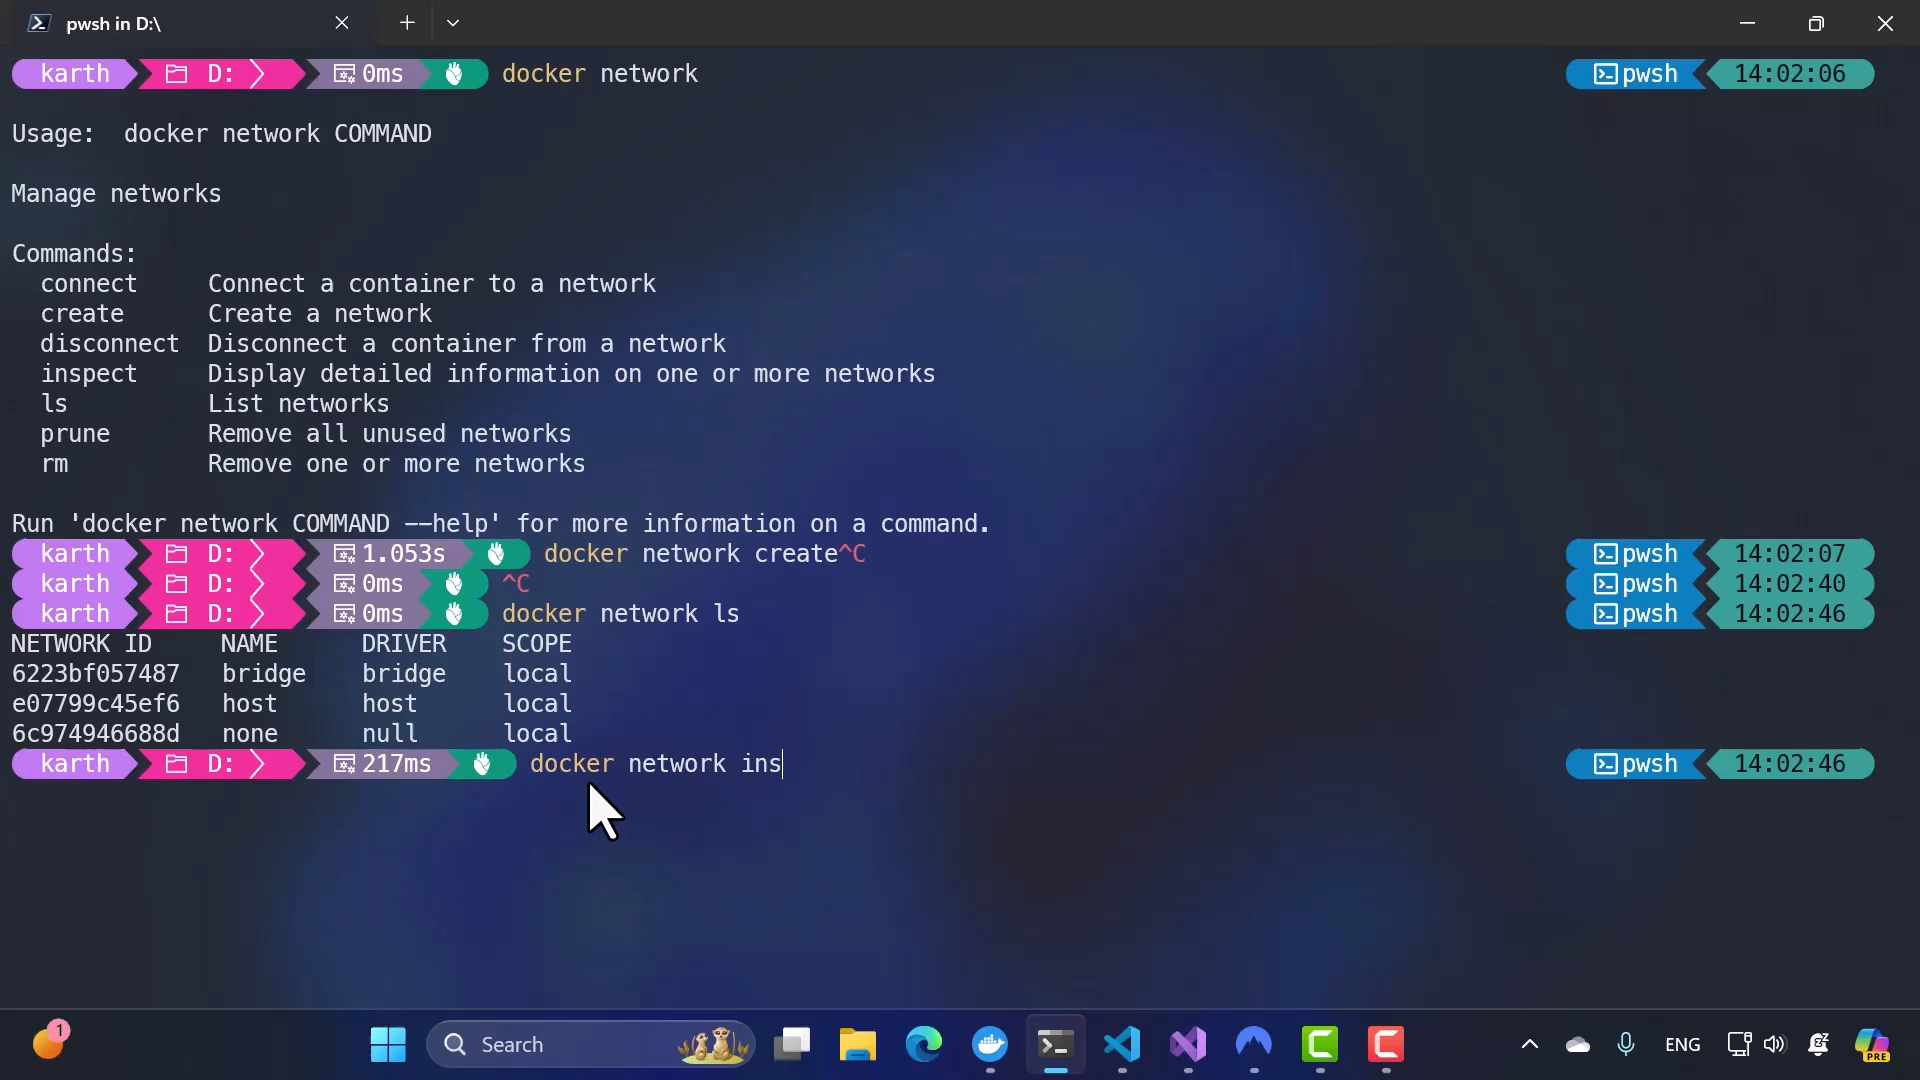 pwsh in D:\
karth D: 0ms docker network pwsh 14:02:06
Usage:  docker network COMMAND
Manage networks
Commands:
  connect     Connect a container to a network
  create      Create a network
  disconnect  Disconnect a container from a network
  inspect     Display detailed information on one or more networks
  ls          List networks
  prune       Remove all unused networks
  rm          Remove one or more networks
Run 'docker network COMMAND --help' for more information on a command.
karth D: 1.053s docker network create^C pwsh 14:02:07
karth D: 0ms ^C pwsh 14:02:40
karth D: 0ms docker network ls pwsh 14:02:46
NETWORK ID     NAME      DRIVER    SCOPE
6223bf057487   bridge    bridge    local
e07799c45ef6   host      host      local
6c974946688d   none      null      local
karth D: 217ms docker network ins pwsh 14:02:46
1 Search ENG PRE